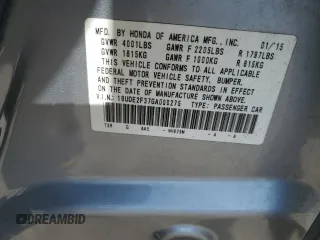 MFD. BY HONDA OF AMERICA MFG., INC. 01/'15
GVWR 4001LBS GAWR F 2205LBS R 1797LBS
GVWR 1815KG GAWR F 1000KG R 815KG
THIS VEHICLE CONFORMS TO ALL APPLICABLE
FEDERAL MOTOR VEHICLE SAFETY, BUMPER,
AND THEFT PREVENTION STANDARDS IN EFFECT
ON THE DATE OF MANUFACTURE SHOWN ABOVE.
V.I.N.: 19UDE2F37GA000275 TYPE: PASSENGER CAR
DREAMBID